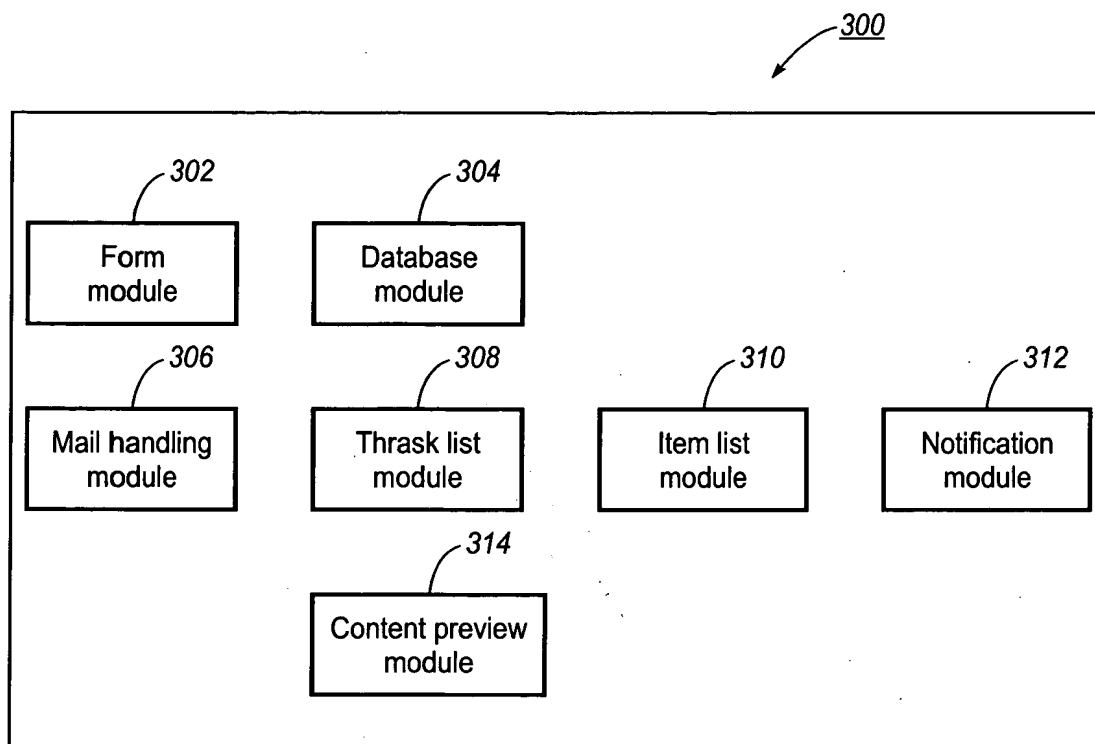 300
302
304
Form
module
Database
module
306
308
310
312
Mail handling
module
Thrask list
module
Item list
module
Notification
module
314
Content preview
module